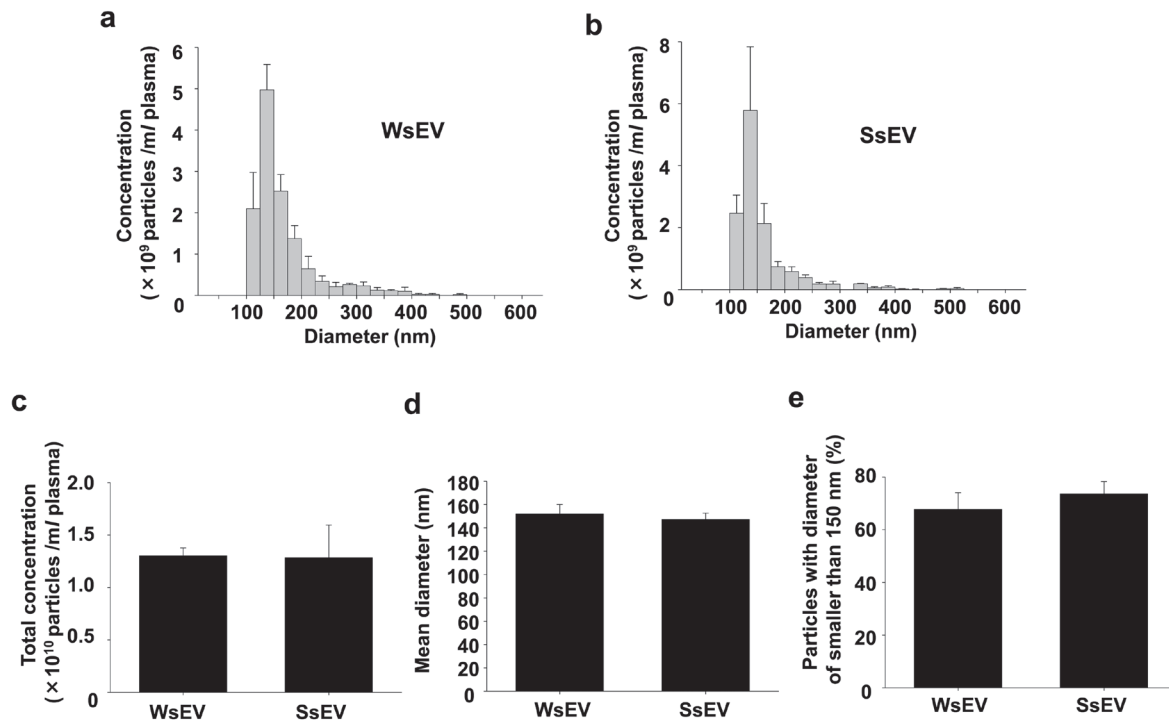 a
Concentration
(×10⁹ particles /ml plasma)
6
5
4
3
2
1
0
WsEV
100 200 300 400 500 600
Diameter (nm)
b
Concentration
(×10⁹ particles /ml plasma)
8
6
4
2
0
SsEV
100 200 300 400 500 600
Diameter (nm)
c
Total concentration
(×10¹⁰ particles /ml plasma)
2.0
1.5
1.0
0.5
0
WsEV SsEV
d
Mean diameter (nm)
180
160
140
120
100
80
60
40
20
0
WsEV SsEV
e
Particles with diameter
of smaller than 150 nm (%)
80
60
40
20
0
WsEV SsEV